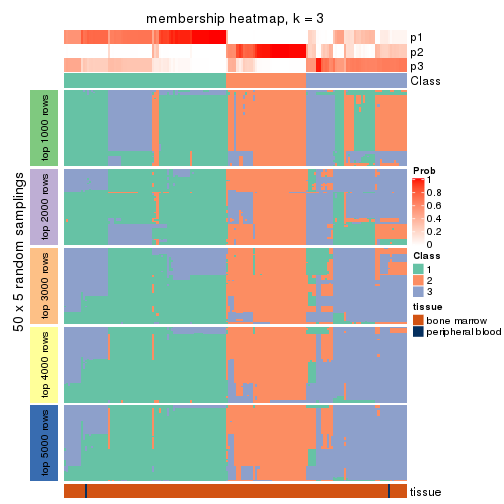 membership heatmap, k = 3
p1
p2
p3
Class
50 x 5 random samplings
top 1000 rows
top 2000 rows
top 3000 rows
top 4000 rows
top 5000 rows
Prob
1
0.8
0.6
0.4
0.2
0
Class
1
2
3
tissue
bone marrow
peripheral blood
tissue